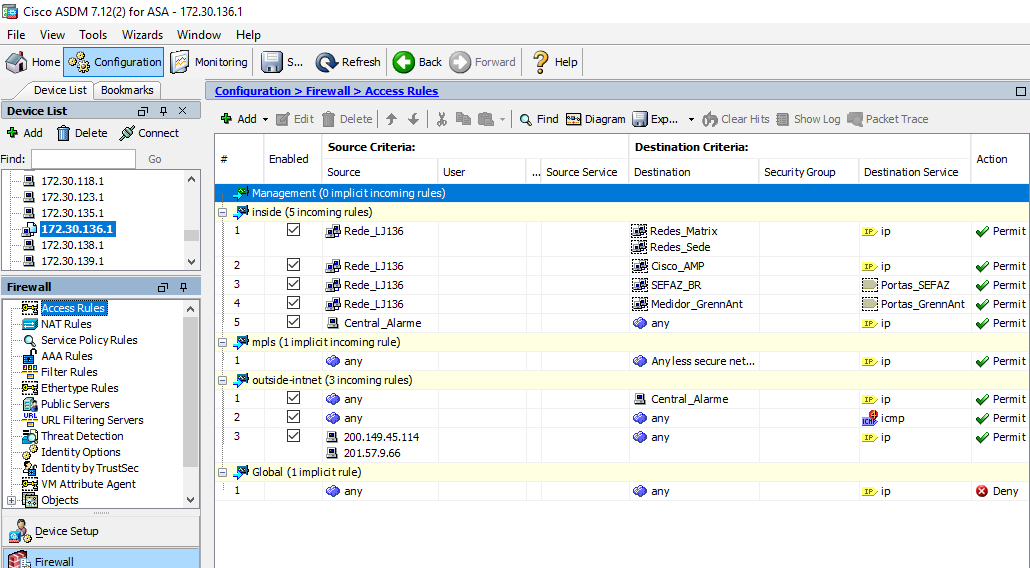 Cisco ASDM 7.12(2) for ASA - 172.30.136.1
File View Tools Wizards Window Help
Home Configuration Monitoring S... Refresh Back Forward Help
Device List Bookmarks
Device List
Add Delete Connect
Find: Go
172.30.118.1
172.30.123.1
172.30.135.1
172.30.136.1
172.30.138.1
172.30.139.1
Firewall
Access Rules
NAT Rules
Service Policy Rules
AAA Rules
Filter Rules
Ethertype Rules
Public Servers
URL Filtering Servers
Threat Detection
Identity Options
Identity by TrustSec
VM Attribute Agent
Objects
Device Setup
Firewall
Configuration > Firewall > Access Rules
Add Edit Delete Find Diagram Exp... Clear Hits Show Log Packet Trace
# Enabled Source Criteria: Destination Criteria: Action
Source User ... Source Service Destination Security Group Destination Service
Management (0 implicit incoming rules)
inside (5 incoming rules)
1 Rede_LJ136 Redes_Matrix ip Permit
Redes_Sede
2 Rede_LJ136 Cisco_AMP ip Permit
3 Rede_LJ136 SEFAZ_BR Portas_SEFAZ Permit
4 Rede_LJ136 Medidor_GrennAnt Portas_GrennAnt Permit
5 Central_Alarme any ip Permit
mpls (1 implicit incoming rule)
1 any Any less secure net... ip Permit
outside-intnet (3 incoming rules)
1 any Central_Alarme ip Permit
2 any any icmp Permit
3 200.149.45.114 any ip Permit
201.57.9.66
Global (1 implicit rule)
1 any any ip Deny